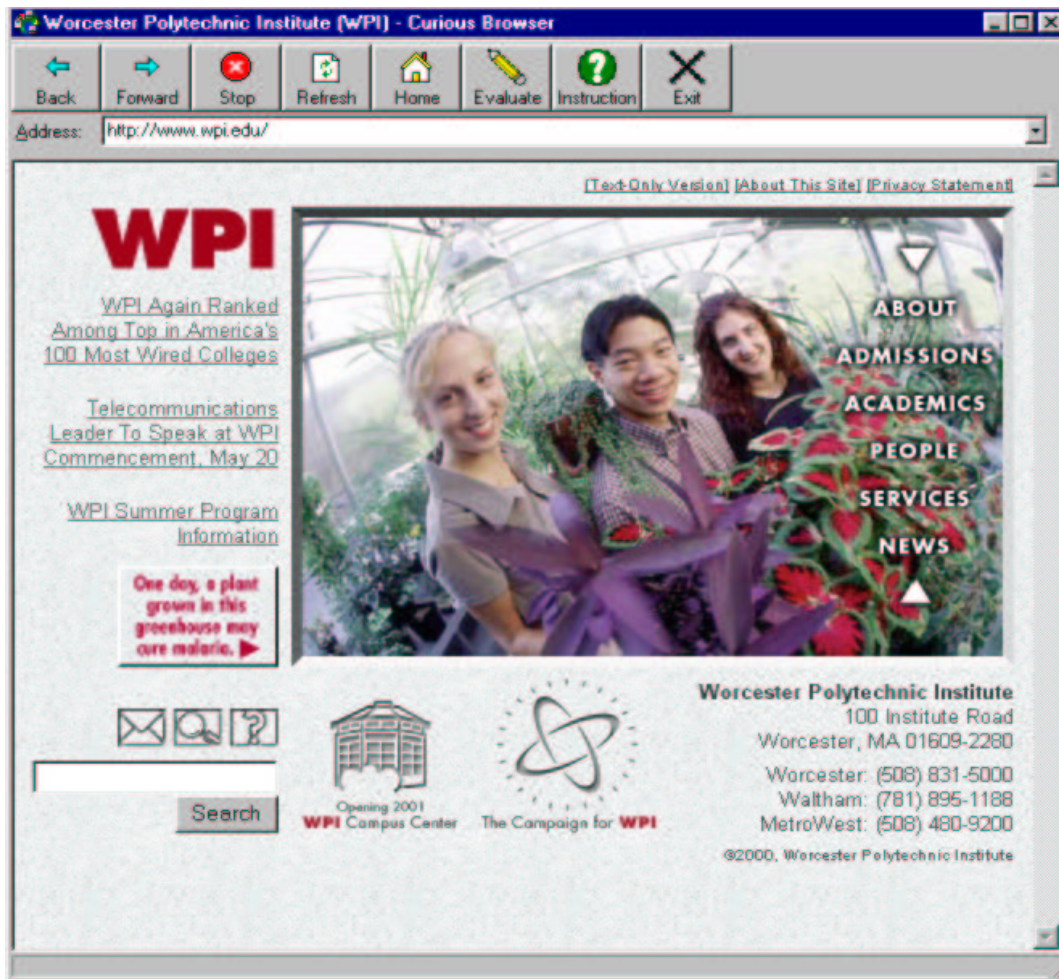 Worcester Polytechnic Institute (WPI) - Curious Browser
Back Forward Stop Refresh Home Evaluate Instruction Exit
Address: http://www.wpi.edu/
[Text-Only Version] [About This Site] [Privacy Statement]
WPI
WPI Again Ranked
Among Top in America's
100 Most Wired Colleges
Telecommunications
Leader To Speak at WPI
Commencement, May 20
WPI Summer Program
Information
One day, a plant
grown in this
greenhouse may
cure malaria.
ABOUT
ADMISSIONS
ACADEMICS
PEOPLE
SERVICES
NEWS
Search
Opening 2001
WPI Campus Center
The Campaign for WPI
Worcester Polytechnic Institute
100 Institute Road
Worcester, MA 01609-2280
Worcester: (508) 831-5000
Waltham: (781) 895-1188
MetroWest: (508) 480-9200
©2000, Worcester Polytechnic Institute